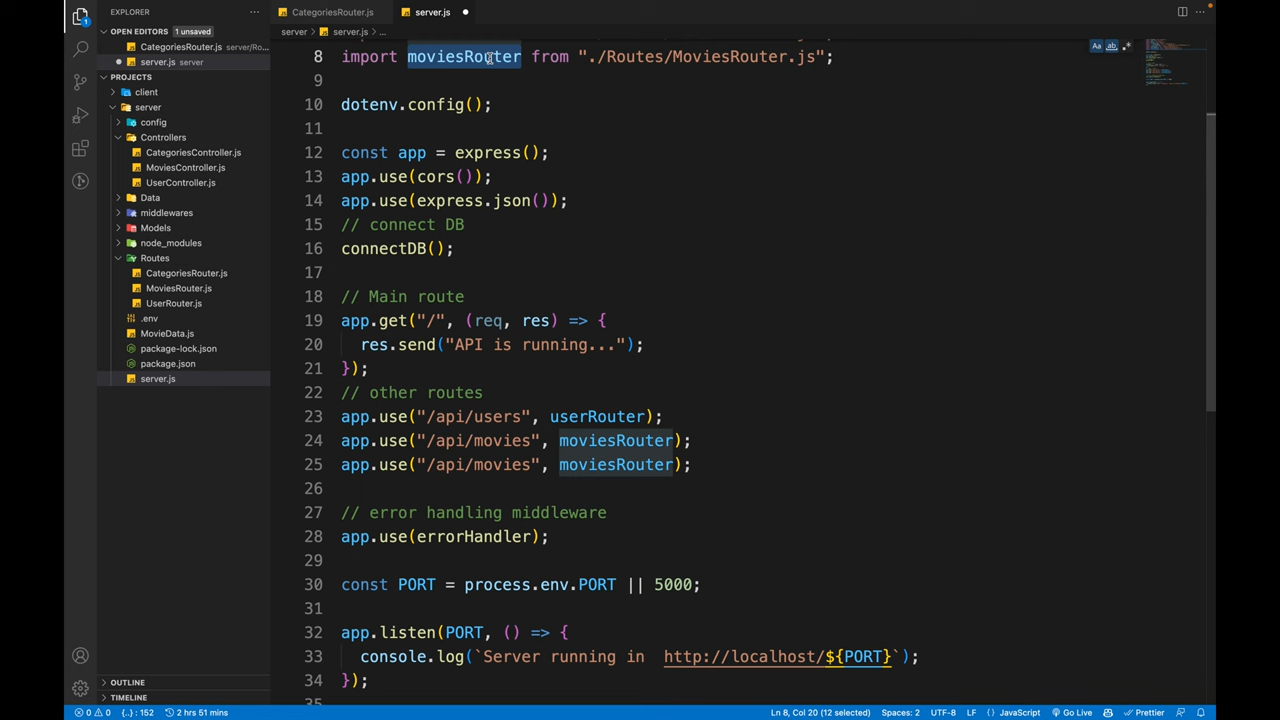 EXPLORER
CategoriesRouter.js
server.js
OPEN EDITORS 1 unsaved
server > server.js > ...
CategoriesRouter.js server/Ro...
server.js server
PROJECTS
client
server
config
Controllers
CategoriesController.js
MoviesController.js
UserController.js
Data
middlewares
Models
node_modules
Routes
CategoriesRouter.js
MoviesRouter.js
UserRouter.js
.env
MovieData.js
package-lock.json
package.json
server.js
OUTLINE
TIMELINE
8 import moviesRouter from "./Routes/MoviesRouter.js";
9
10 dotenv.config();
11
12 const app = express();
13 app.use(cors());
14 app.use(express.json());
15 // connect DB
16 connectDB();
17
18 // Main route
19 app.get("/", (req, res) => {
20 res.send("API is running...");
21 });
22 // other routes
23 app.use("/api/users", userRouter);
24 app.use("/api/movies", moviesRouter);
25 app.use("/api/movies", moviesRouter);
26
27 // error handling middleware
28 app.use(errorHandler);
29
30 const PORT = process.env.PORT || 5000;
31
32 app.listen(PORT, () => {
33 console.log(`Server running in  http://localhost/${PORT}`);
34 });
35
0 0 {..} : 152 2 hrs 51 mins Ln 8, Col 20 (12 selected) Spaces: 2 UTF-8 LF {} JavaScript Go Live Prettier